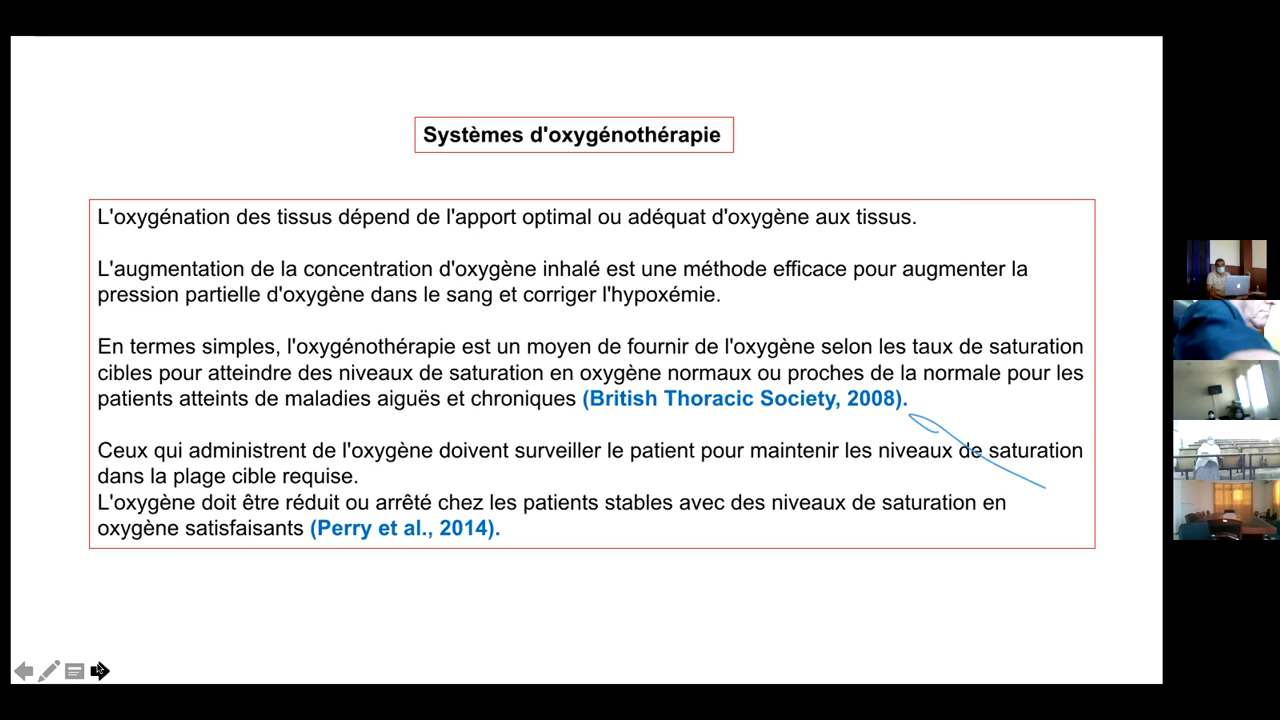 Systèmes d'oxygénothérapie
L'oxygénation des tissus dépend de l'apport optimal ou adéquat d'oxygène aux tissus.
L'augmentation de la concentration d'oxygène inhalé est une méthode efficace pour augmenter la
pression partielle d'oxygène dans le sang et corriger l'hypoxémie.
En termes simples, l'oxygénothérapie est un moyen de fournir de l'oxygène selon les taux de saturation
cibles pour atteindre des niveaux de saturation en oxygène normaux ou proches de la normale pour les
patients atteints de maladies aiguës et chroniques (British Thoracic Society, 2008).
Ceux qui administrent de l'oxygène doivent surveiller le patient pour maintenir les niveaux de saturation
dans la plage cible requise.
L'oxygène doit être réduit ou arrêté chez les patients stables avec des niveaux de saturation en
oxygène satisfaisants (Perry et al., 2014).